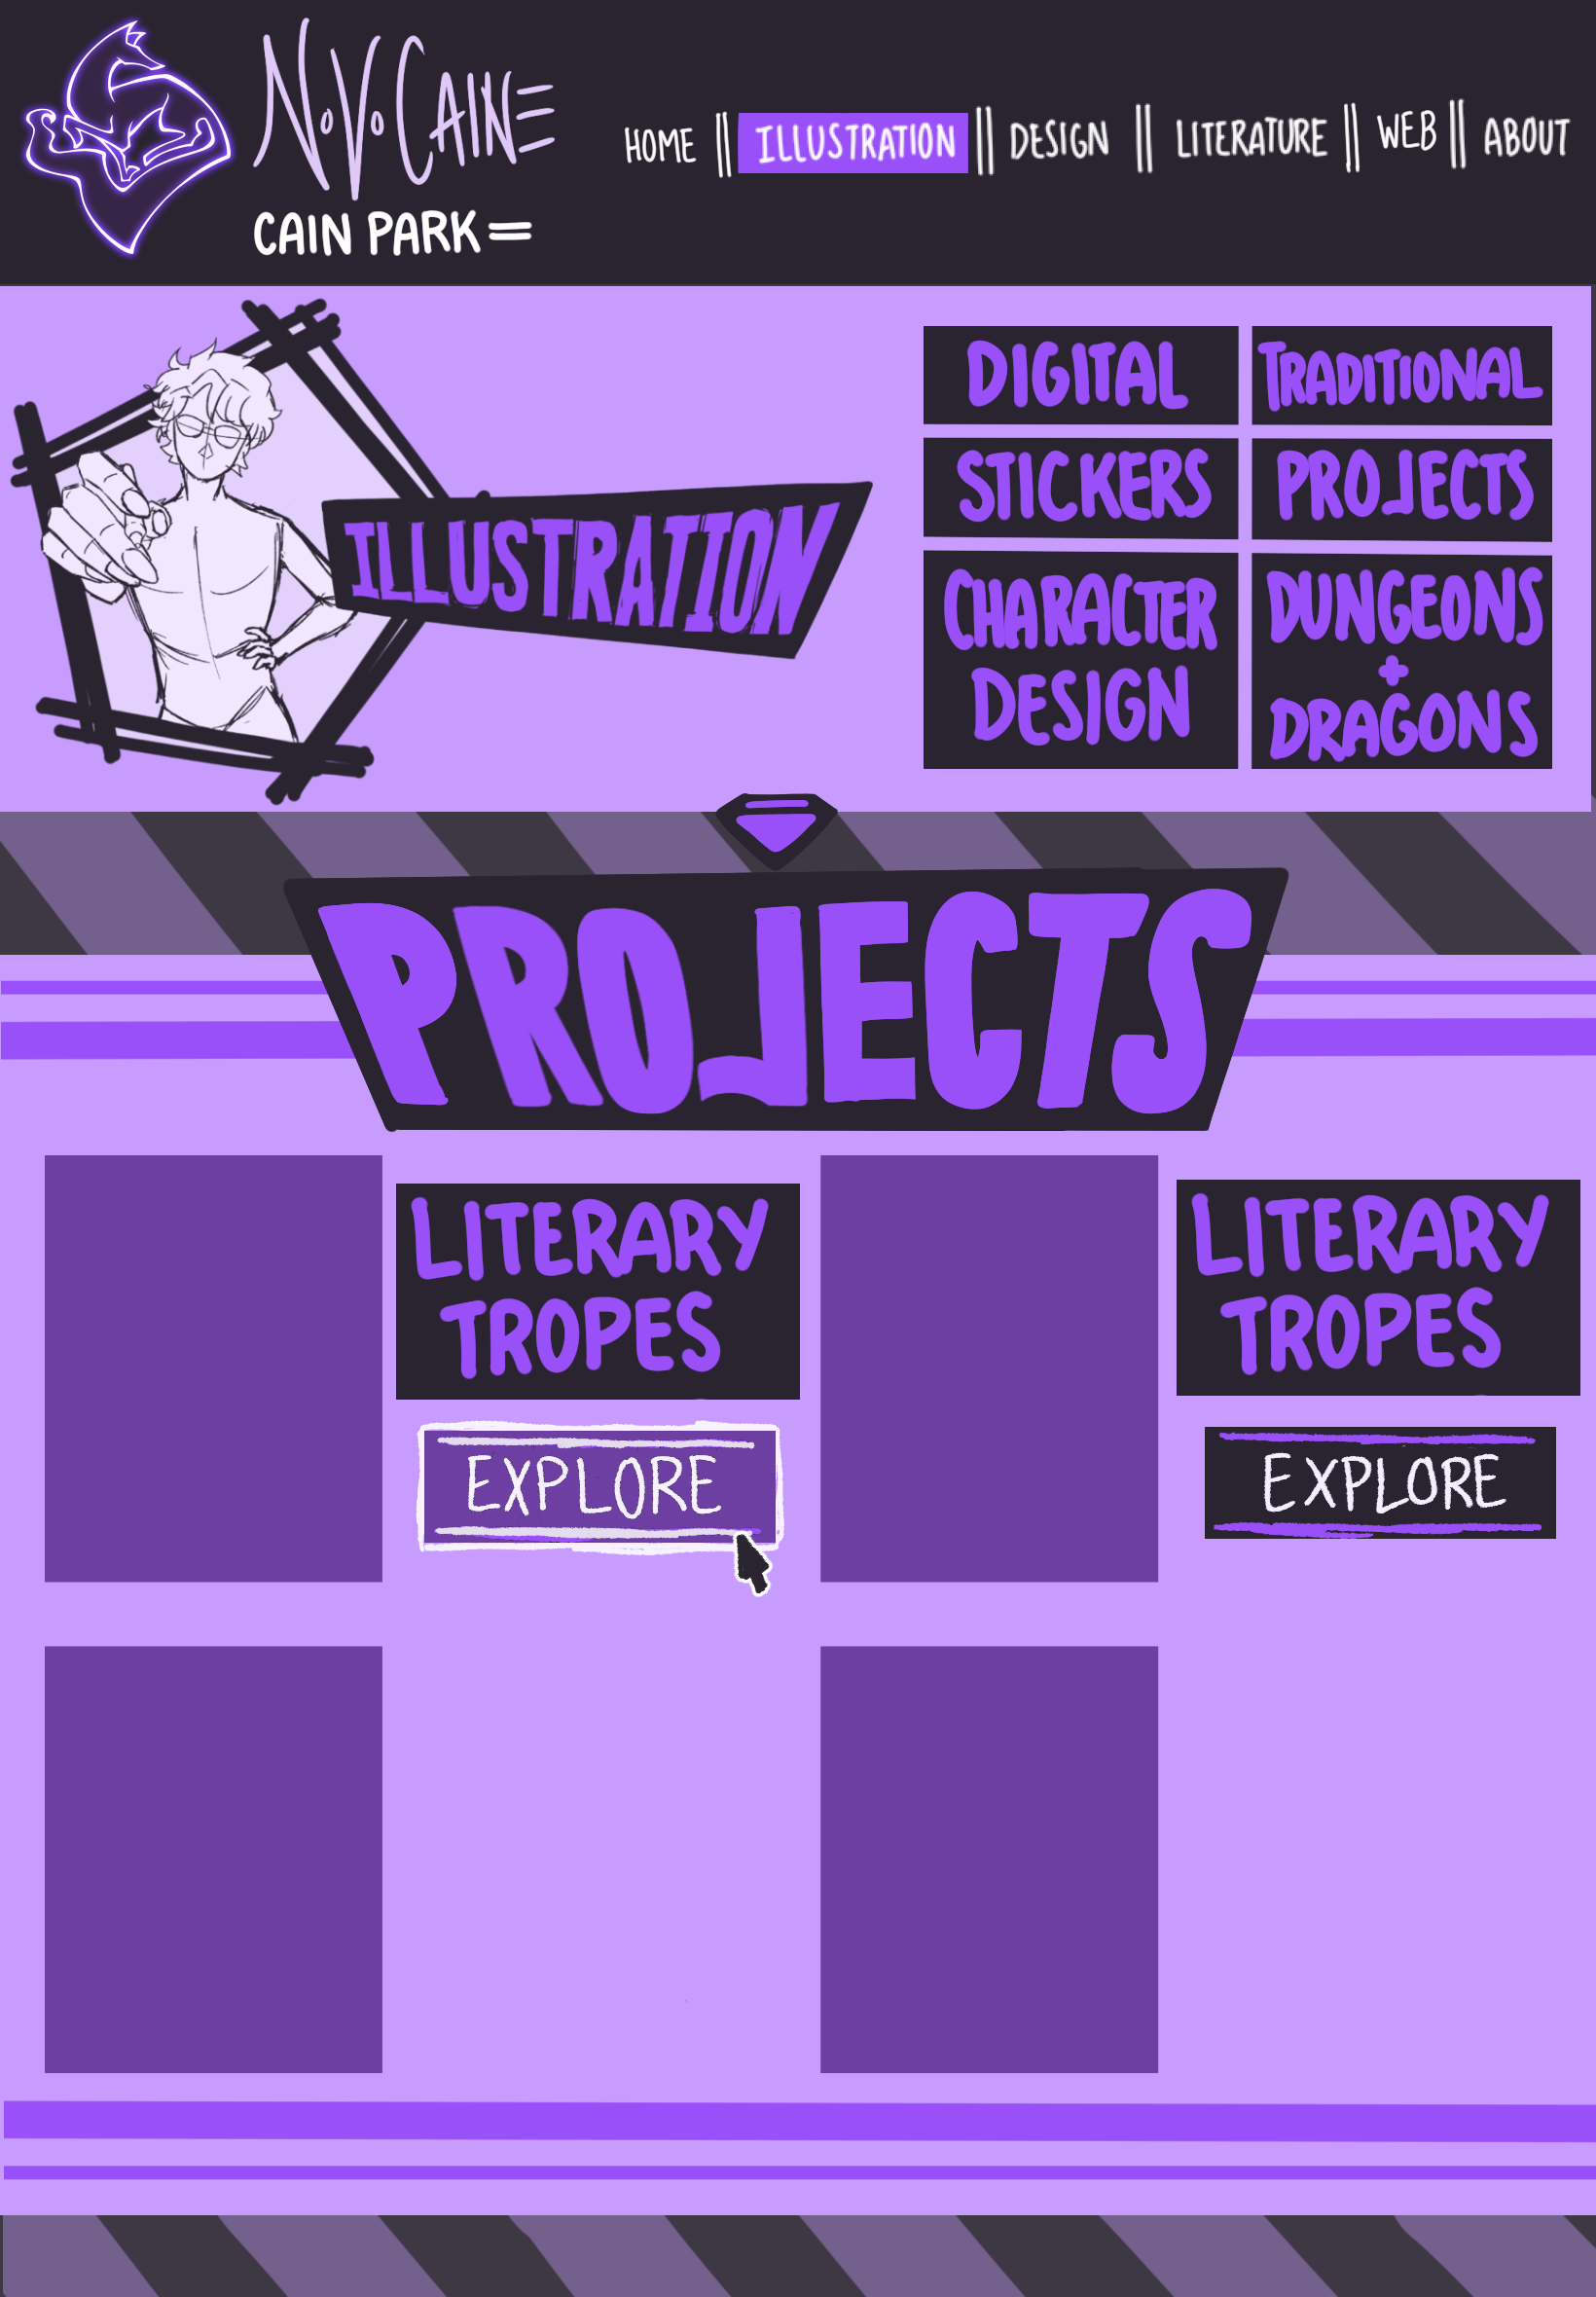 NOVOCAINE
CAIN PARK=
HOME || ILLUSTRATION || DESIGN || LITERATURE || WEB || ABOUT
ILLUSTRATION
DIGITAL
TRADITIONAL
STICKERS
PROJECTS
CHARACTER
DESIGN
DUNGEONS
+
DRAGONS
PROJECTS
LITERARY
TROPES
EXPLORE
LITERARY
TROPES
EXPLORE